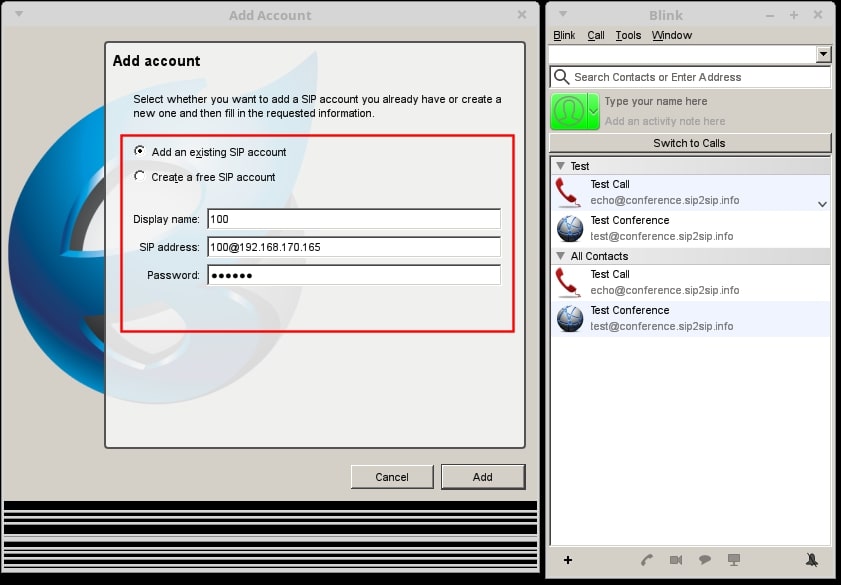 Add Account
Add account
Select whether you want to add a SIP account you already have or create a
new one and then fill in the requested information.
Add an existing SIP account
Create a free SIP account
Display name: 100
SIP address: 100@192.168.170.165
Password: ●●●●●●
Cancel
Add
Blink
Blink Call Tools Window
Search Contacts or Enter Address
Type your name here
Add an activity note here
Switch to Calls
Test
Test Call
echo@conference.sip2sip.info
Test Conference
test@conference.sip2sip.info
All Contacts
Test Call
echo@conference.sip2sip.info
Test Conference
test@conference.sip2sip.info